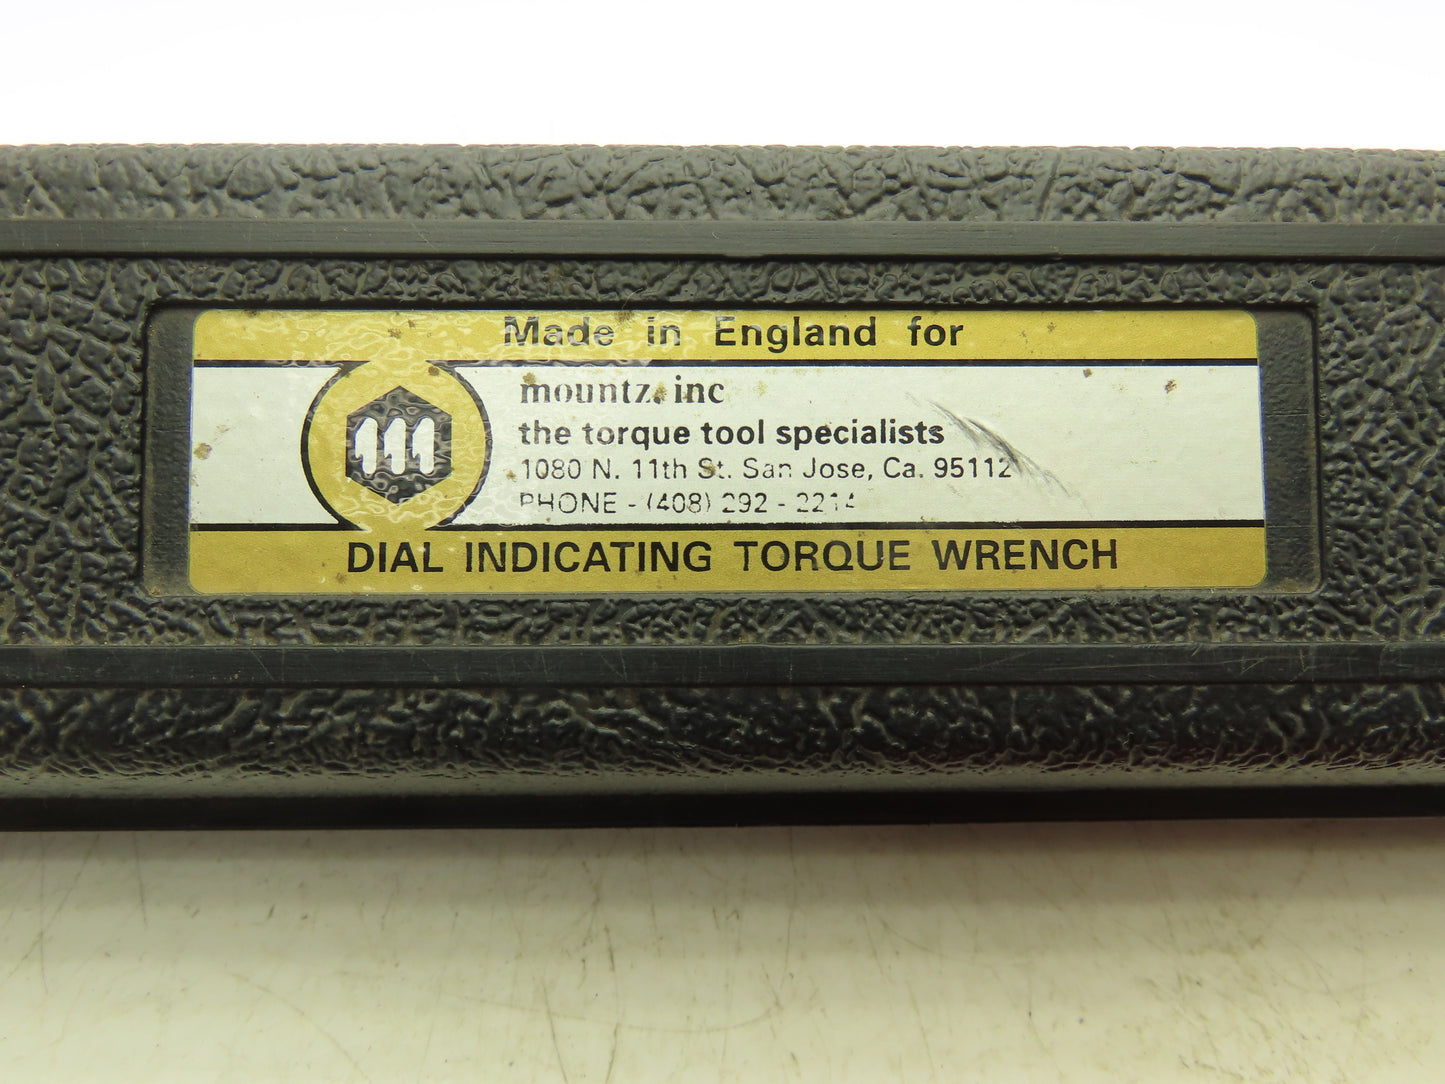 Made in England for
mountz, inc
the torque tool specialists
1080 N. 11th St. San Jose, Ca. 95112
PHONE - (408) 292 - 2214
DIAL INDICATING TORQUE WRENCH